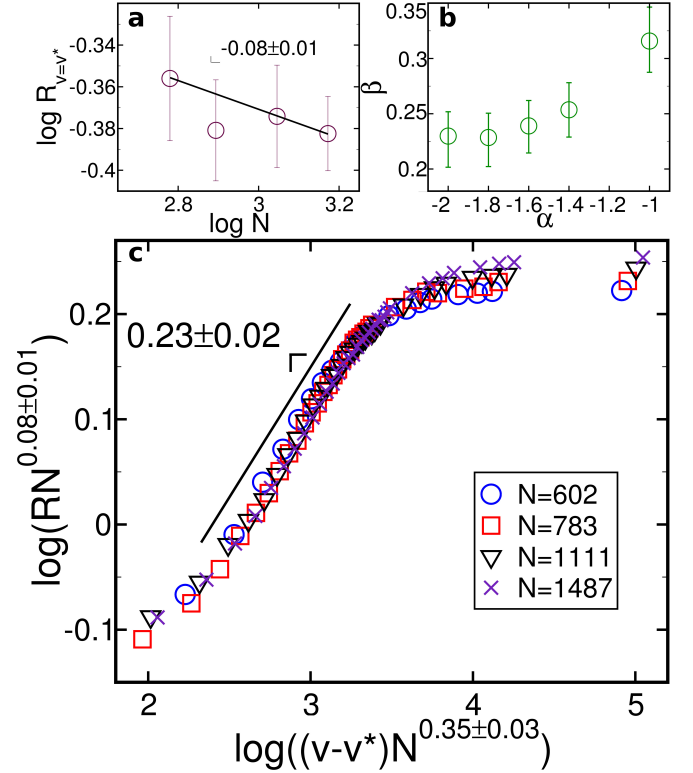 a
-0.08±0.01
-0.34
-0.36
-0.38
-0.4
log R_{v=v*}
2.8
3
3.2
log N
b
0.35
0.3
0.25
0.2
β
-2
-1.8
-1.6
-1.4
-1.2
-1
α
c
0.23±0.02
0.2
0.1
0
-0.1
log(RN^{0.08±0.01})
N=602
N=783
N=1111
N=1487
2
3
4
5
log((v-v*)N^{0.35±0.03})